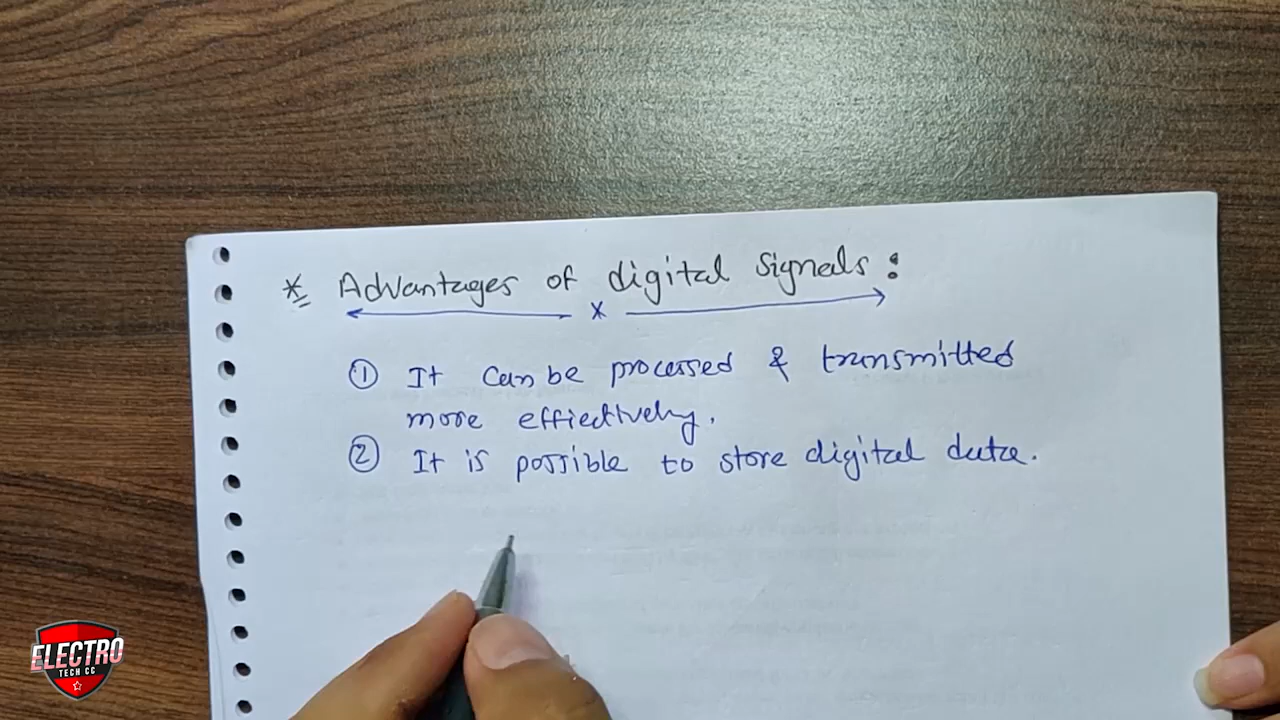 * Advantages of digital Signals :
x
① It can be processed & transmitted
more effiectively.
② It is possible to store digital data.
ELECTRO
TECH CC